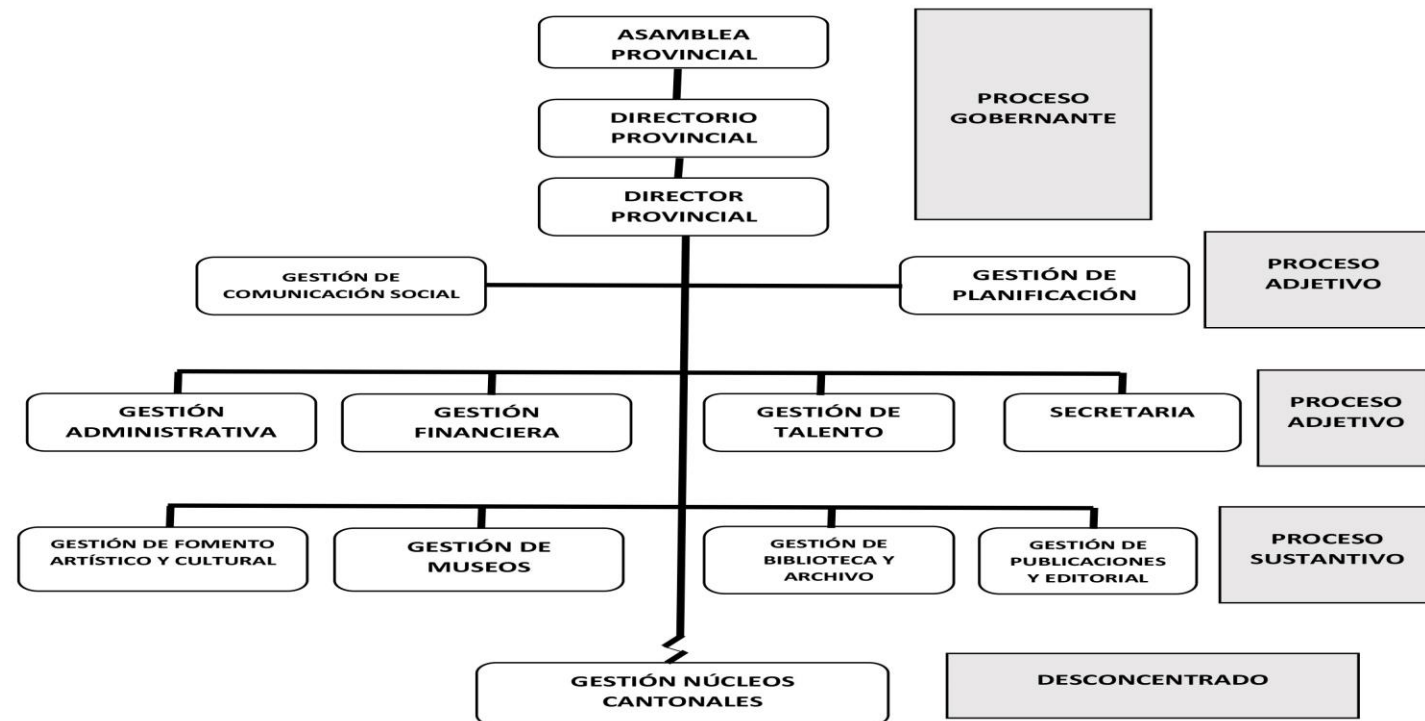 ASAMBLEA
PROVINCIAL
PROCESO
GOBERNANTE
DIRECTORIO
PROVINCIAL
DIRECTOR
PROVINCIAL
GESTIÓN DE
COMUNICACIÓN SOCIAL
GESTIÓN DE
PLANIFICACIÓN
PROCESO
ADJETIVO
GESTIÓN
ADMINISTRATIVA
GESTIÓN
FINANCIERA
GESTIÓN DE
TALENTO
SECRETARIA
PROCESO
ADJETIVO
GESTIÓN DE FOMENTO
ARTÍSTICO Y CULTURAL
GESTIÓN DE
MUSEOS
GESTIÓN DE
BIBLIOTECA Y
ARCHIVO
GESTIÓN DE
PUBLICACIONES
Y EDITORIAL
PROCESO
SUSTANTIVO
GESTIÓN NÚCLEOS
CANTONALES
DESCONCENTRADO